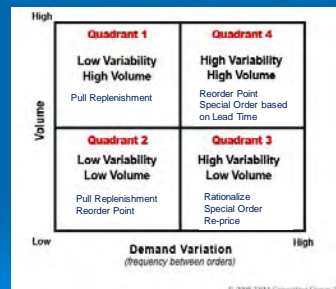 High
Quadrant 1
Low Variability
High Volume
Pull Replenishment
Quadrant 4
High Variability
High Volume
Reorder Point
Special Order based
on Lead Time
Volume
Quadrant 2
Low Variability
Low Volume
Pull Replenishment
Reorder Point
Quadrant 3
High Variability
Low Volume
Rationalize
Special Order
Re-price
Low
Demand Variation
(frequency between orders)
High